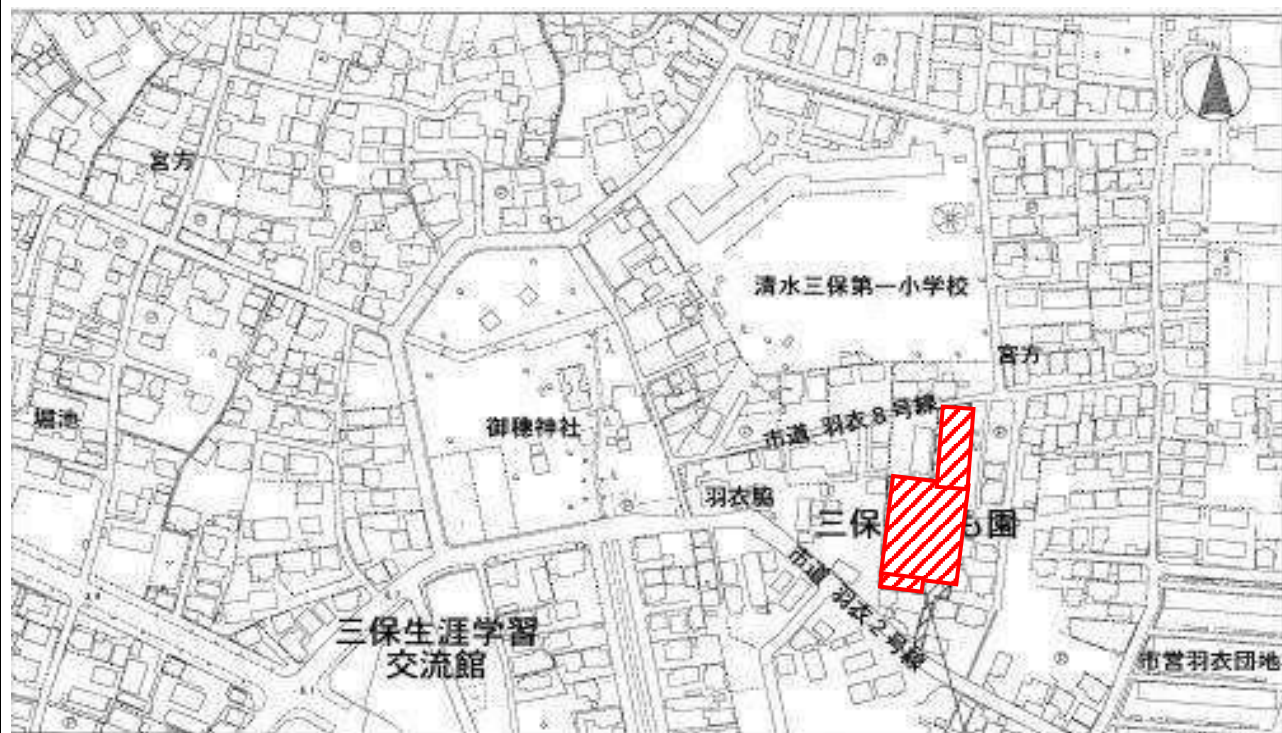 N
宮方
清水三保第一小学校
宮方
堀池
御穂神社
市道 羽衣8号線
羽衣脇
三保
も園
市道 羽衣2号線
三保生涯学習
交流館
市営羽衣団地